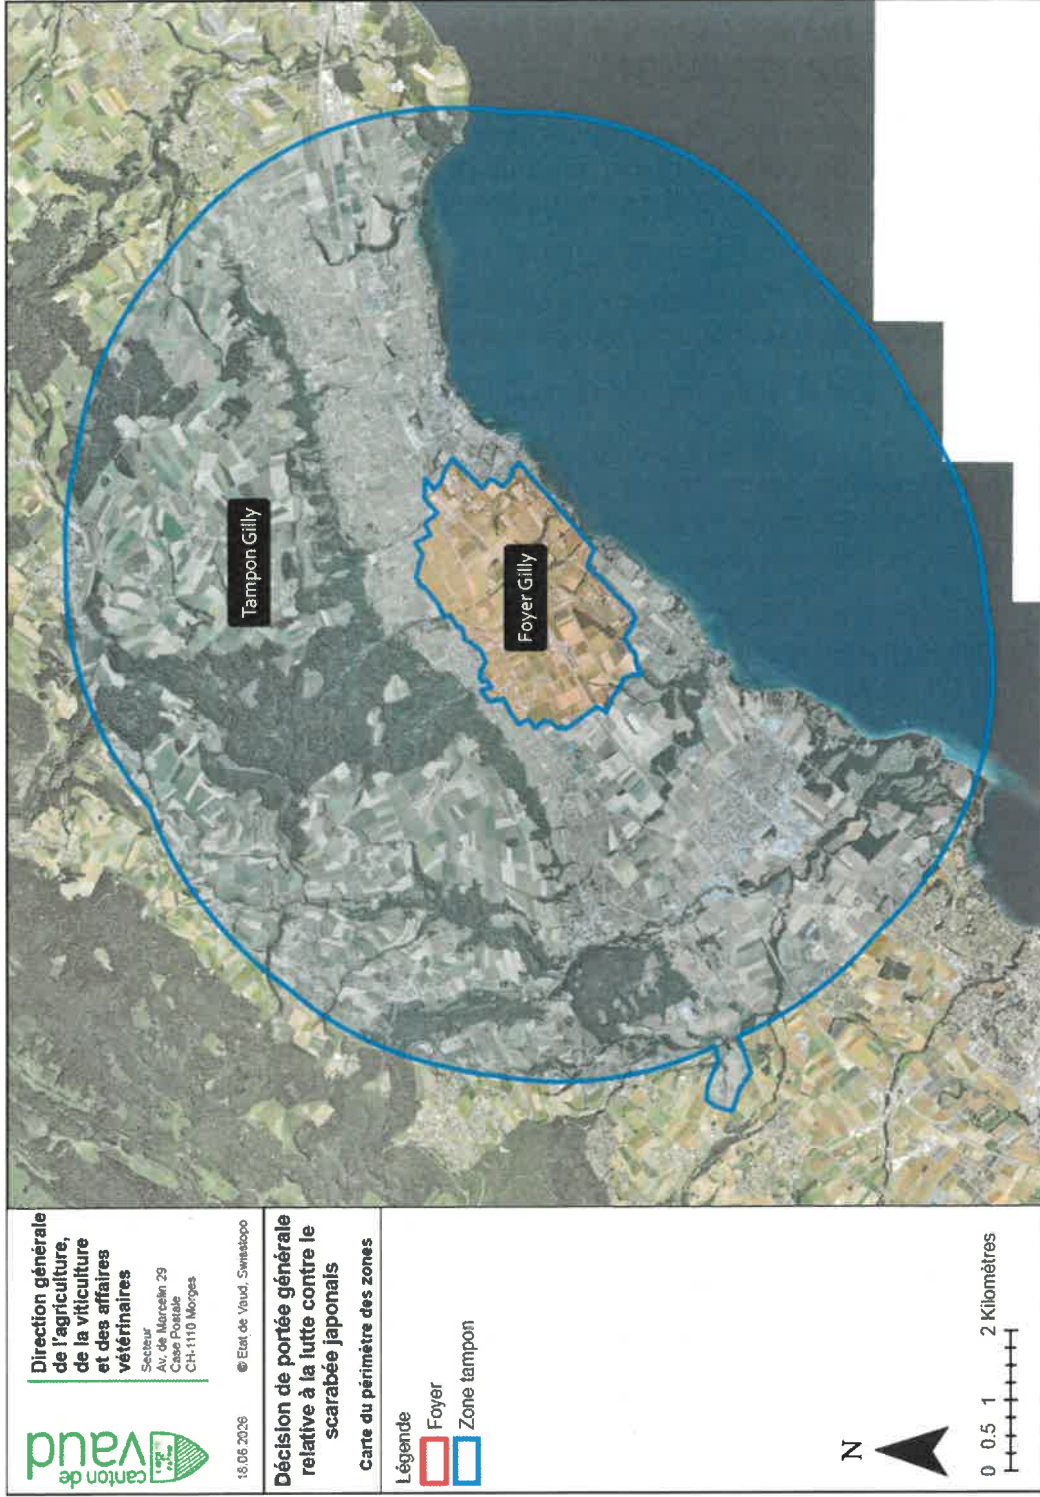 canton de
vaud
Direction générale
de l'agriculture,
de la viticulture
et des affaires
vétérinaires
Secteur
Av. de Marcelin 29
Case Postale
CH-1110 Morges
18.06.2026
© Etat de Vaud, Swisstopo
Décision de portée générale
relative à la lutte contre le
scarabée japonais
Carte du périmètre des zones
Légende
Foyer
Zone tampon
N
0 0.5 1 2 Kilomètres
Tampon Gilly
Foyer Gilly